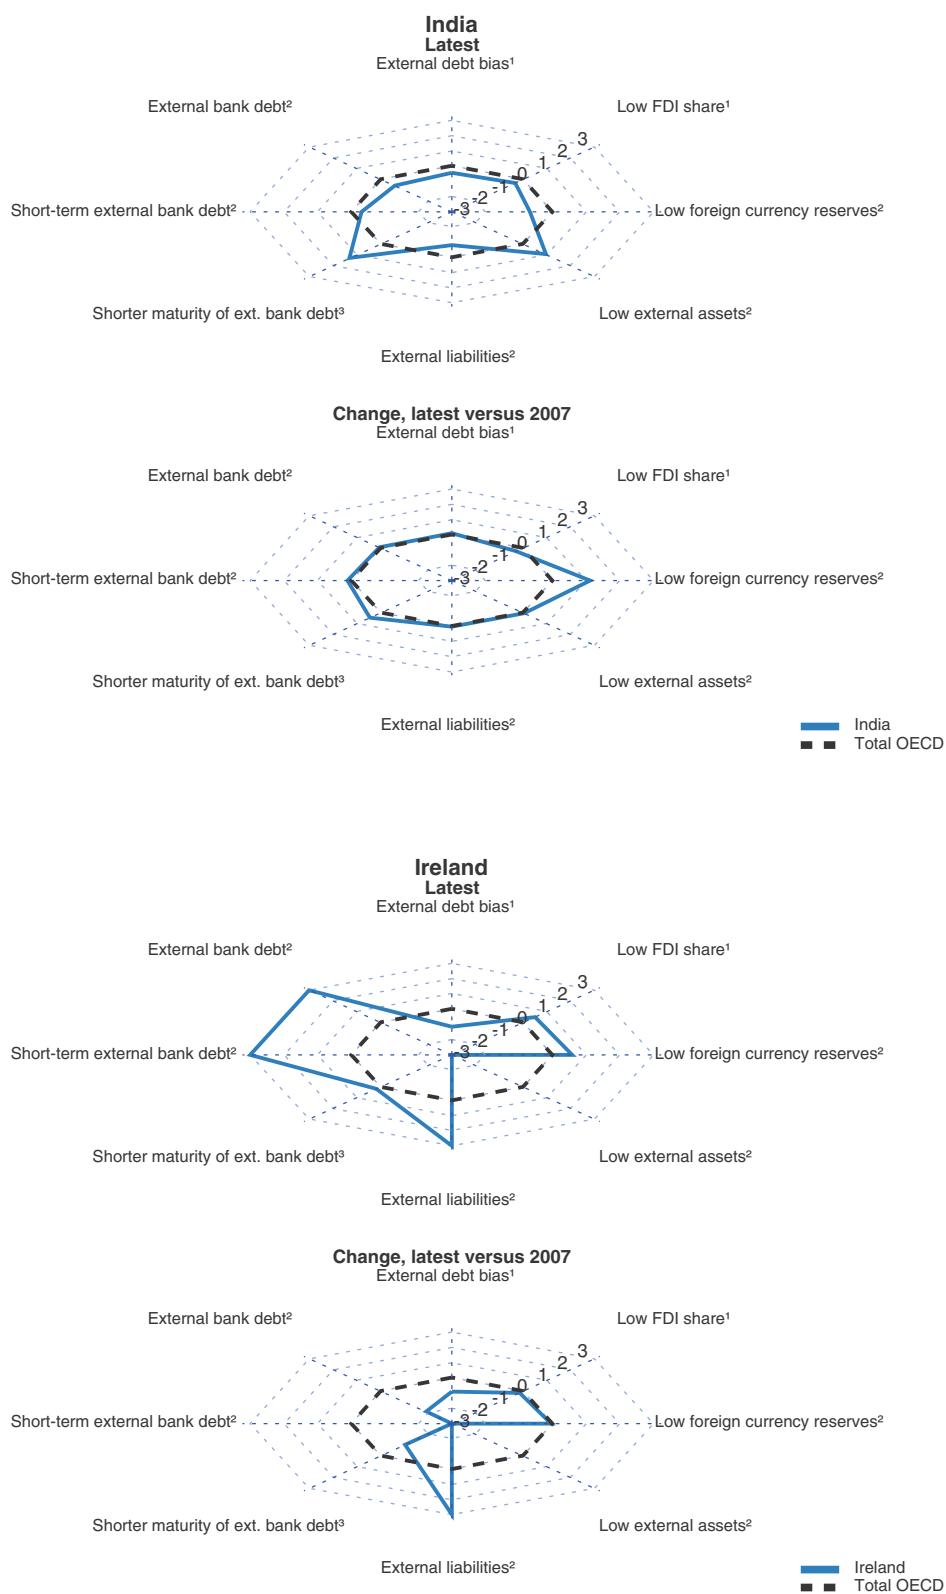 India
Latest
External debt bias¹
External bank debt²
Low FDI share¹
3
2
1
0
-1
-2
-3
Short-term external bank debt²
Low foreign currency reserves²
Shorter maturity of ext. bank debt³
Low external assets²
External liabilities²
Change, latest versus 2007
External debt bias¹
External bank debt²
Low FDI share¹
3
2
1
0
-1
-2
-3
Short-term external bank debt²
Low foreign currency reserves²
Shorter maturity of ext. bank debt³
Low external assets²
External liabilities²
India
Total OECD
Ireland
Latest
External debt bias¹
External bank debt²
Low FDI share¹
3
2
1
0
-1
-2
-3
Short-term external bank debt²
Low foreign currency reserves²
Shorter maturity of ext. bank debt³
Low external assets²
External liabilities²
Change, latest versus 2007
External debt bias¹
External bank debt²
Low FDI share¹
3
2
1
0
-1
-2
-3
Short-term external bank debt²
Low foreign currency reserves²
Shorter maturity of ext. bank debt³
Low external assets²
External liabilities²
Ireland
Total OECD